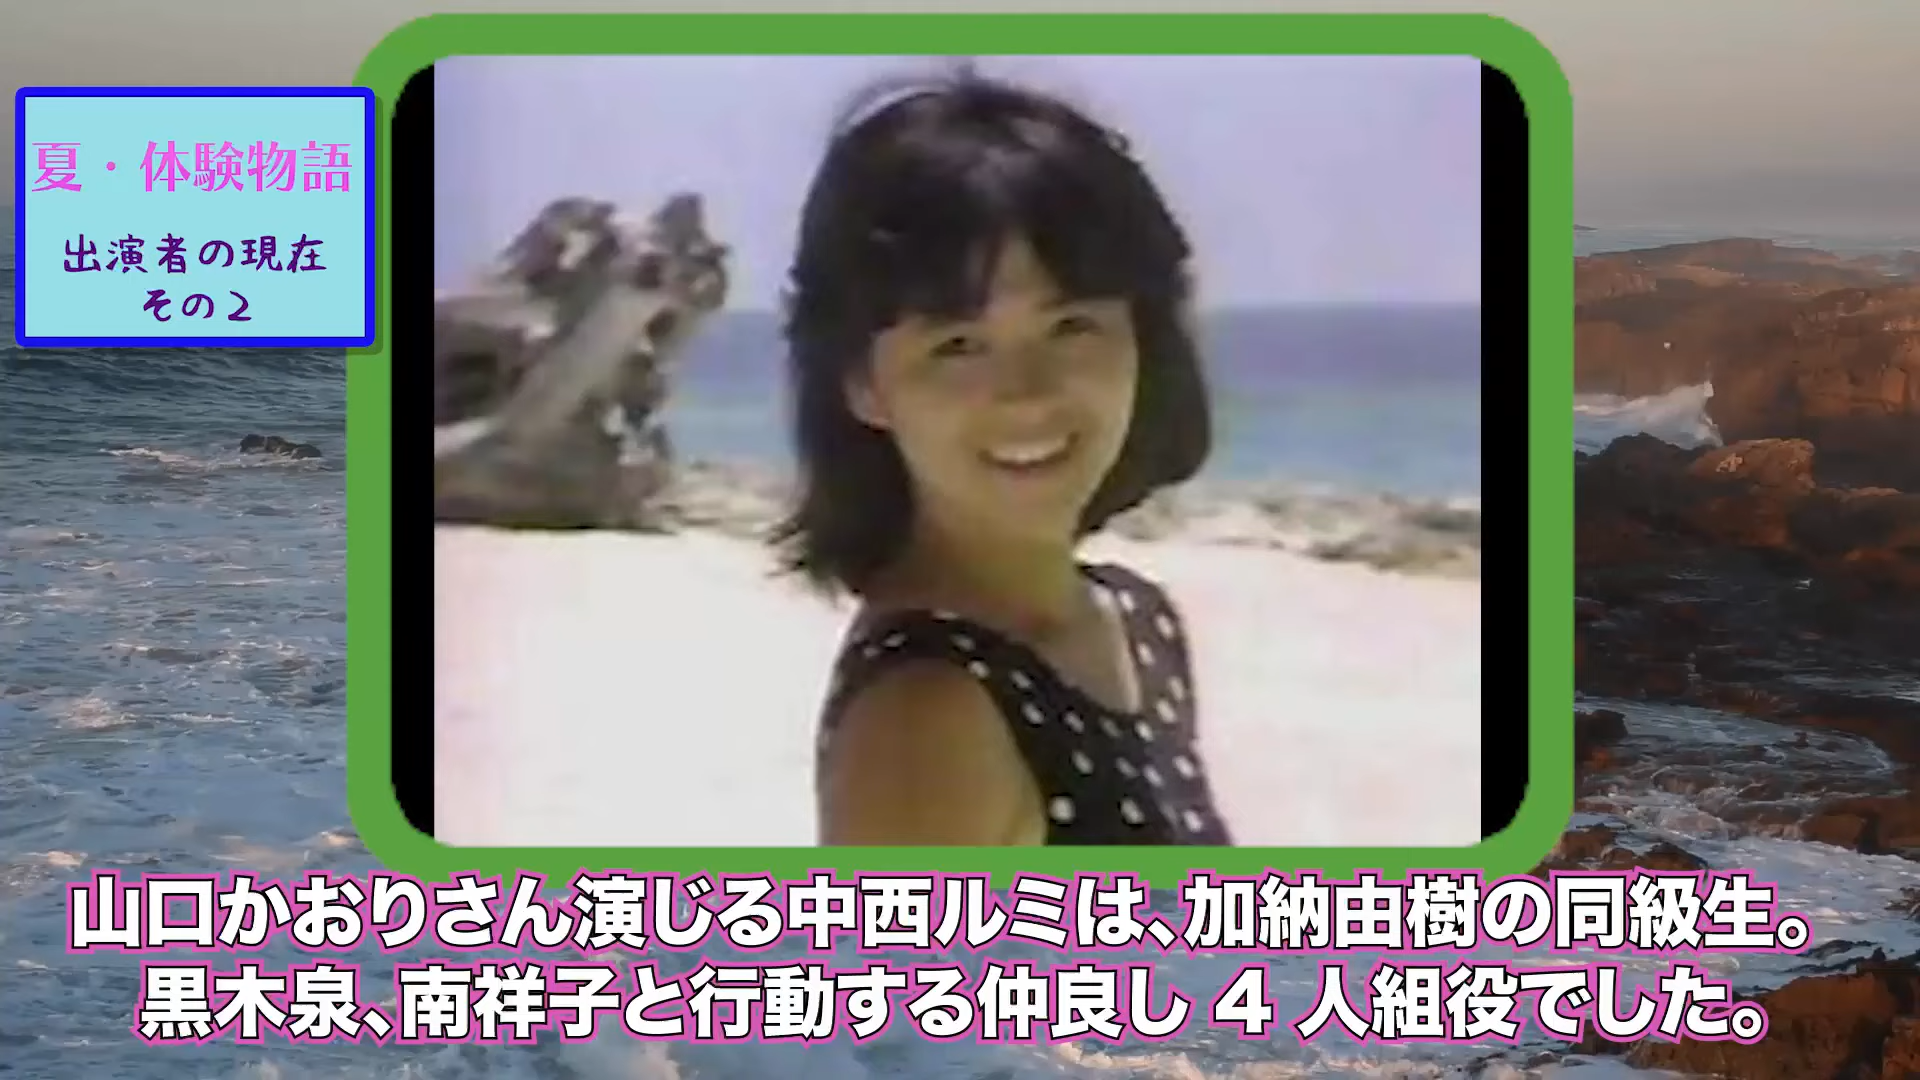 夏・体験物語
出演者の現在
その2
山口かおりさん演じる中西ルミは、加納由樹の同級生。
黒木泉、南祥子と行動する仲良し 4 人組役でした。